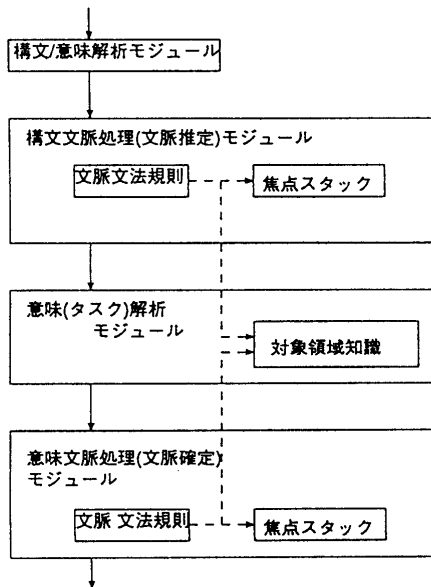 構文/意味解析モジュール
構文文脈処理(文脈推定)モジュール
文脈文法規則
焦点スタック
意味(タスク)解析
モジュール
対象領域知識
意味文脈処理(文脈確定)
モジュール
文脈 文法規則
焦点スタック